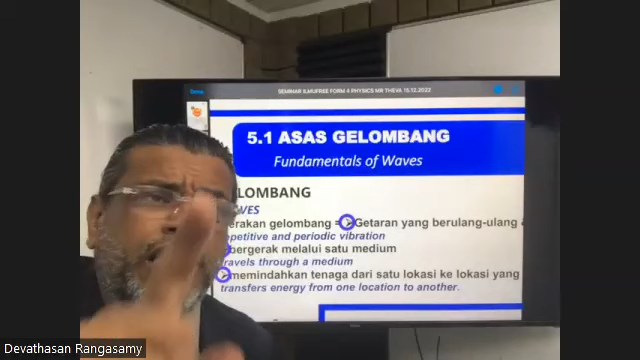 SEMINAR ILMUFREE FORM 4 PHYSICS MR THEVA 15.12.2022
5.1 ASAS GELOMBANG
Fundamentals of Waves
LOMBANG
VES
erakan gelombang = Getaran yang berulang-ulang
epetitive and periodic vibration
bergerak melalui satu medium
ravels through a medium
memindahkan tenaga dari satu lokasi ke lokasi yang
transfers energy from one location to another.
Devathasan Rangasamy